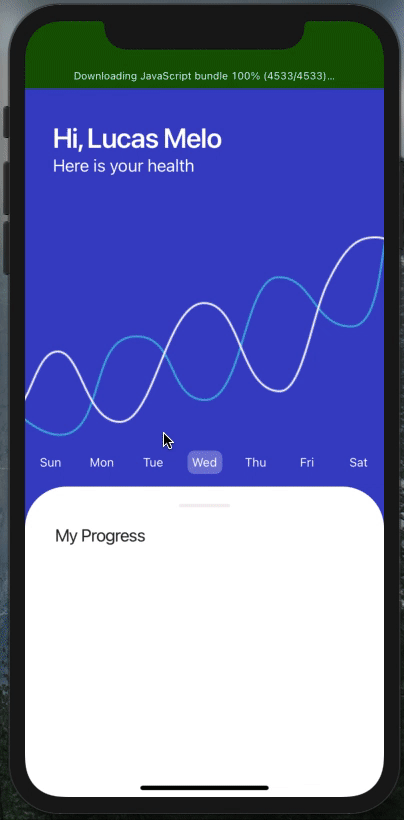 Downloading JavaScript bundle 100% (4533/4533)...
Hi, Lucas Melo
Here is your health
Sun Mon Tue Wed Thu Fri Sat
My Progress